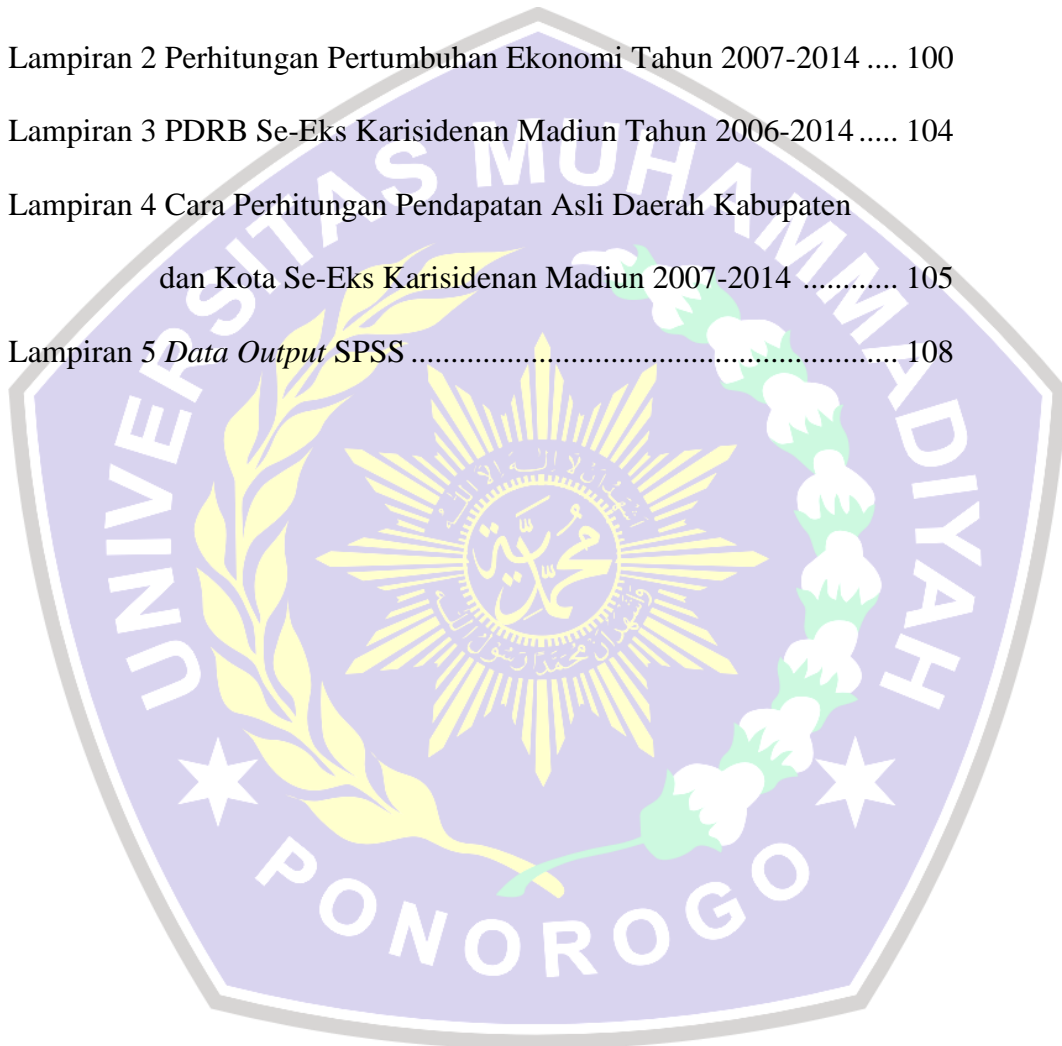 Lampiran 2 Perhitungan Pertumbuhan Ekonomi Tahun 2007-2014 .... 100
Lampiran 3 PDRB Se-Eks Karisidenan Madiun Tahun 2006-2014 ..... 104
Lampiran 4 Cara Perhitungan Pendapatan Asli Daerah Kabupaten
dan Kota Se-Eks Karisidenan Madiun 2007-2014 ............ 105
Lampiran 5 Data Output SPSS ............................................................. 108
UNIVERSITAS MUHAMMADIYAH
PONOROGO
محمدية